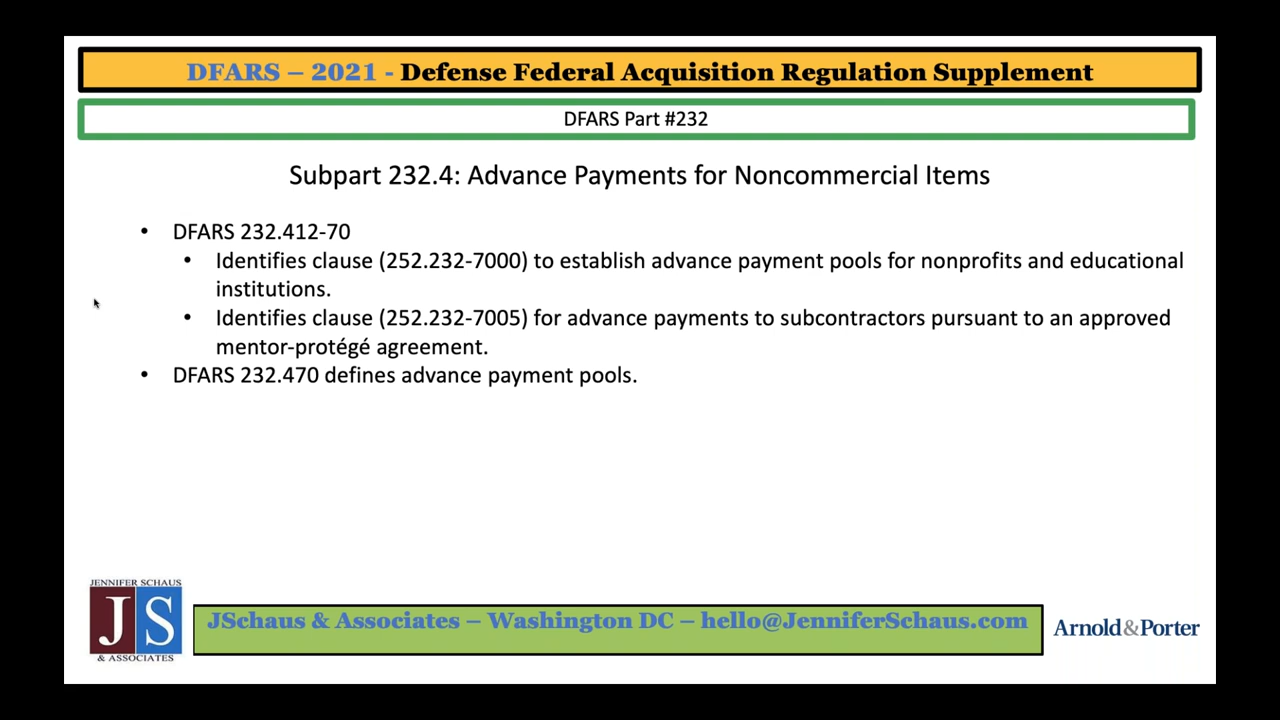 DFARS – 2021 - Defense Federal Acquisition Regulation Supplement
DFARS Part #232
Subpart 232.4: Advance Payments for Noncommercial Items
• DFARS 232.412-70
• Identifies clause (252.232-7000) to establish advance payment pools for nonprofits and educational
institutions.
• Identifies clause (252.232-7005) for advance payments to subcontractors pursuant to an approved
mentor-protégé agreement.
• DFARS 232.470 defines advance payment pools.
JENNIFER SCHAUS
JS
& ASSOCIATES
JSchaus & Associates – Washington DC – hello@JenniferSchaus.com
Arnold&Porter